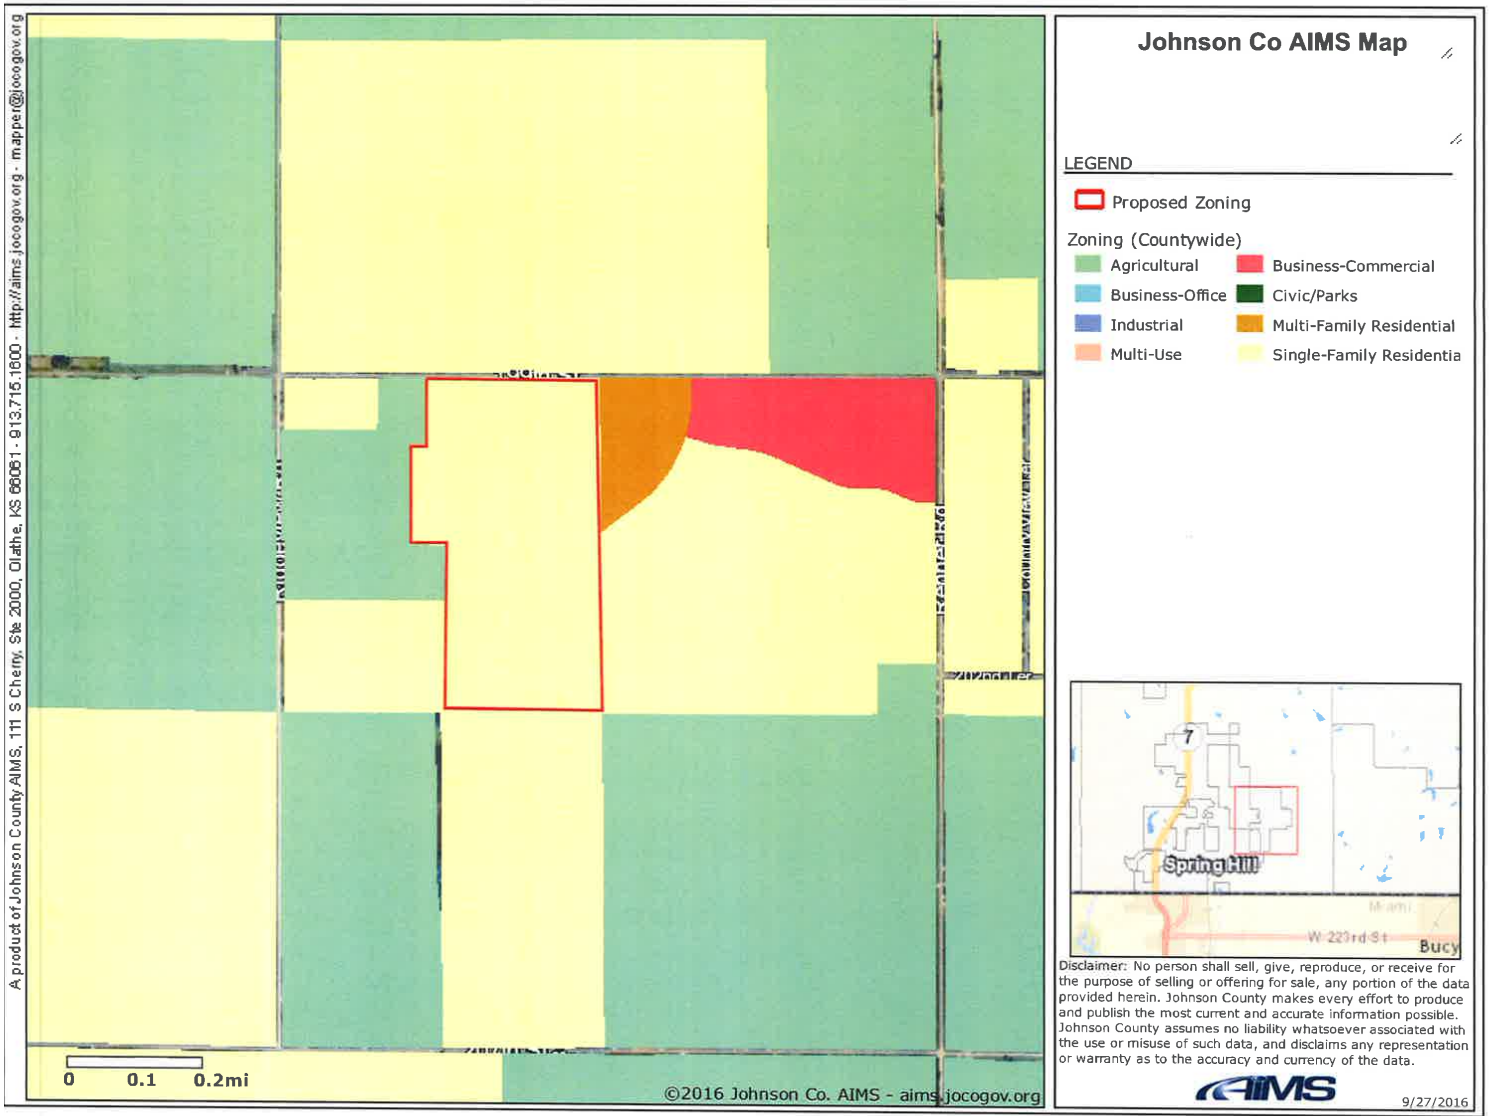 Johnson Co AIMS Map
LEGEND
Proposed Zoning
Zoning (Countywide)
Agricultural
Business-Office
Industrial
Multi-Use
Business-Commercial
Civic/Parks
Multi-Family Residential
Single-Family Residentia
A product of Johnson County AIMS, 111 S Cherry, Ste 2000, Olathe, KS 66061 - 913.715.1600 - http://aims.jocogov.org - mapper@jocogov.org
Renner Rd
Countryview Ter
202nd Ter
0 0.1 0.2mi
©2016 Johnson Co. AIMS - aims.jocogov.org
7
Spring Hill
Miami
W 223rd St
Bucy
Disclaimer: No person shall sell, give, reproduce, or receive for
the purpose of selling or offering for sale, any portion of the data
provided herein. Johnson County makes every effort to produce
and publish the most current and accurate information possible.
Johnson County assumes no liability whatsoever associated with
the use or misuse of such data, and disclaims any representation
or warranty as to the accuracy and currency of the data.
AIMS
9/27/2016